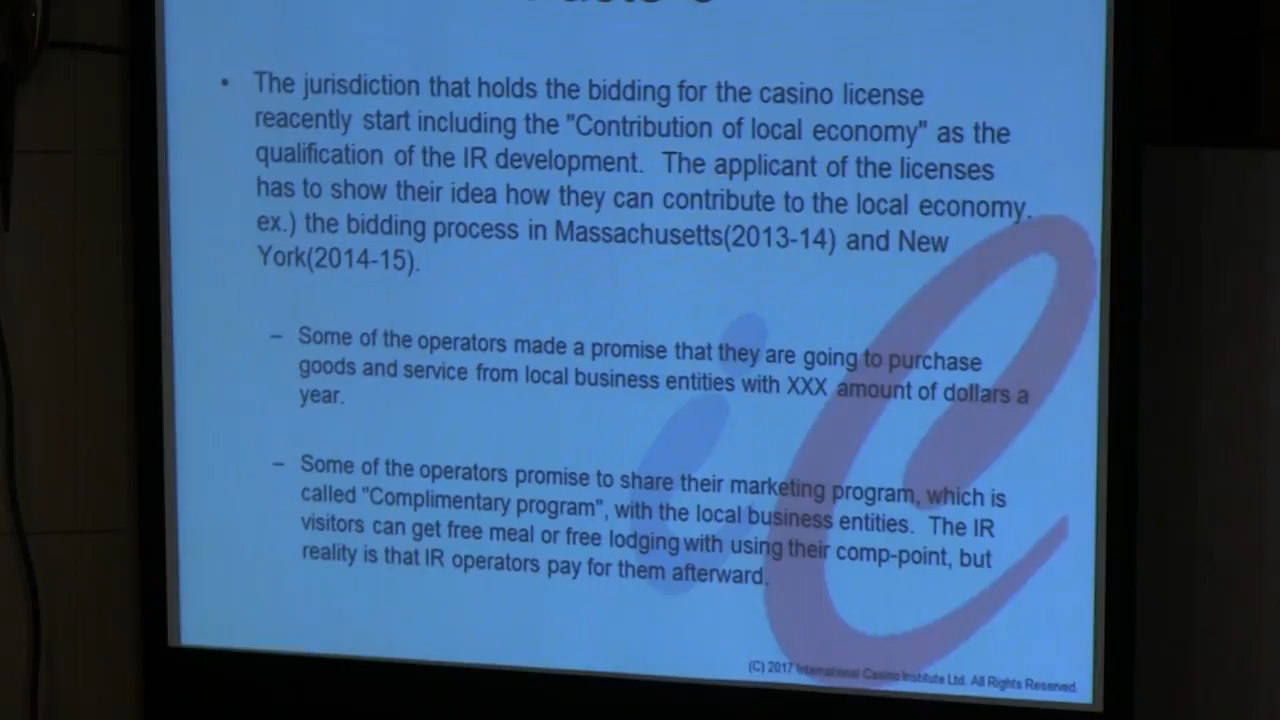 • The jurisdiction that holds the bidding for the casino license
reacently start including the "Contribution of local economy" as the
qualification of the IR development. The applicant of the licenses
has to show their idea how they can contribute to the local economy.
ex.) the bidding process in Massachusetts(2013-14) and New
York(2014-15).
– Some of the operators made a promise that they are going to purchase
goods and service from local business entities with XXX amount of dollars a
year.
– Some of the operators promise to share their marketing program, which is
called "Complimentary program", with the local business entities. The IR
visitors can get free meal or free lodging with using their comp-point, but
reality is that IR operators pay for them afterward.
iC
(C) 2017 International Casino Institute Ltd. All Rights Reserved.